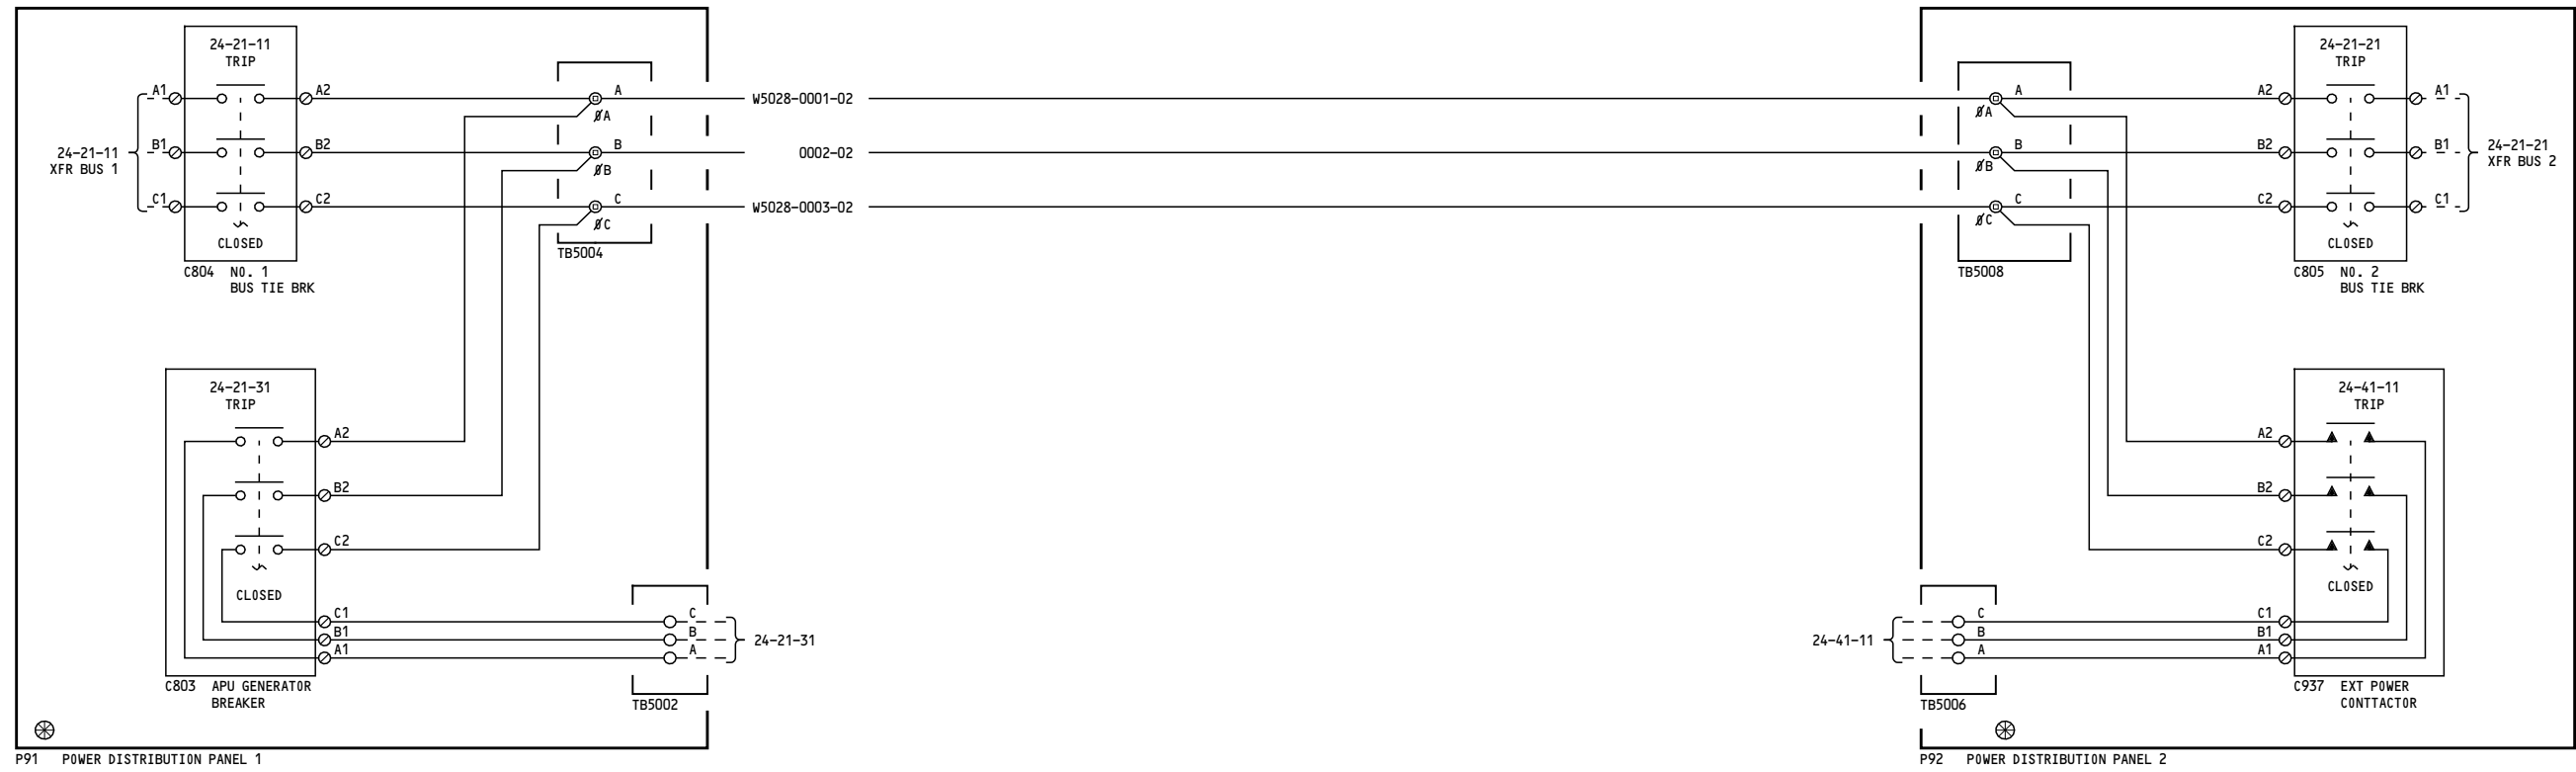 24-21-11
TRIP
A1
A2
B1
B2
24-21-11
XFR BUS 1
C1
C2
CLOSED
C804 NO. 1
BUS TIE BRK
A
ØA
B
ØB
C
ØC
TB5004
W5028-0001-02
0002-02
W5028-0003-02
A
ØA
B
ØB
C
ØC
TB5008
24-21-21
TRIP
A2
A1
B2
B1
24-21-21
XFR BUS 2
C2
C1
CLOSED
C805 NO. 2
BUS TIE BRK
24-21-31
TRIP
A2
B2
C2
CLOSED
C1
B1
A1
C803 APU GENERATOR
BREAKER
C
B
A
24-21-31
TB5002
24-41-11
C
B
A
TB5006
24-41-11
TRIP
A2
B2
C2
CLOSED
C1
B1
A1
C937 EXT POWER
CONTTACTOR
P91 POWER DISTRIBUTION PANEL 1
P92 POWER DISTRIBUTION PANEL 2